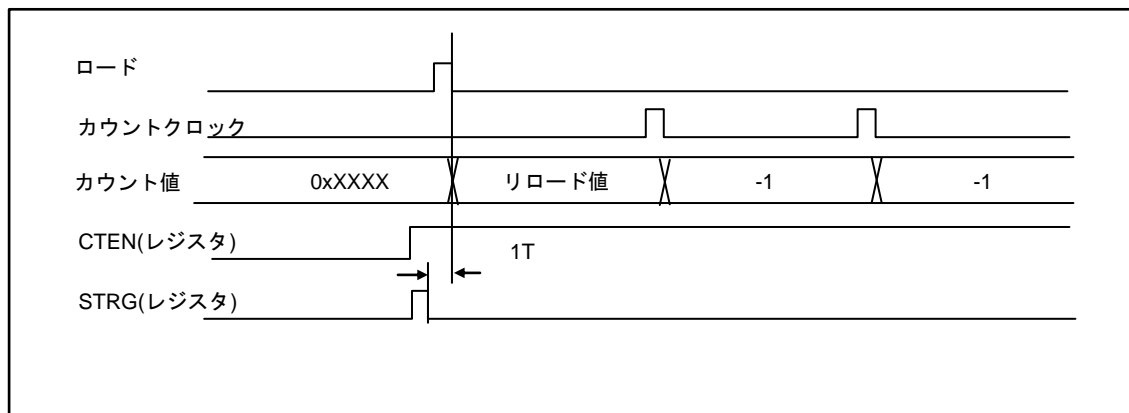 ロード
カウントクロック
カウント値 0xXXXX リロード値 -1 -1
CTEN(レジスタ) 1T
STRG(レジスタ)